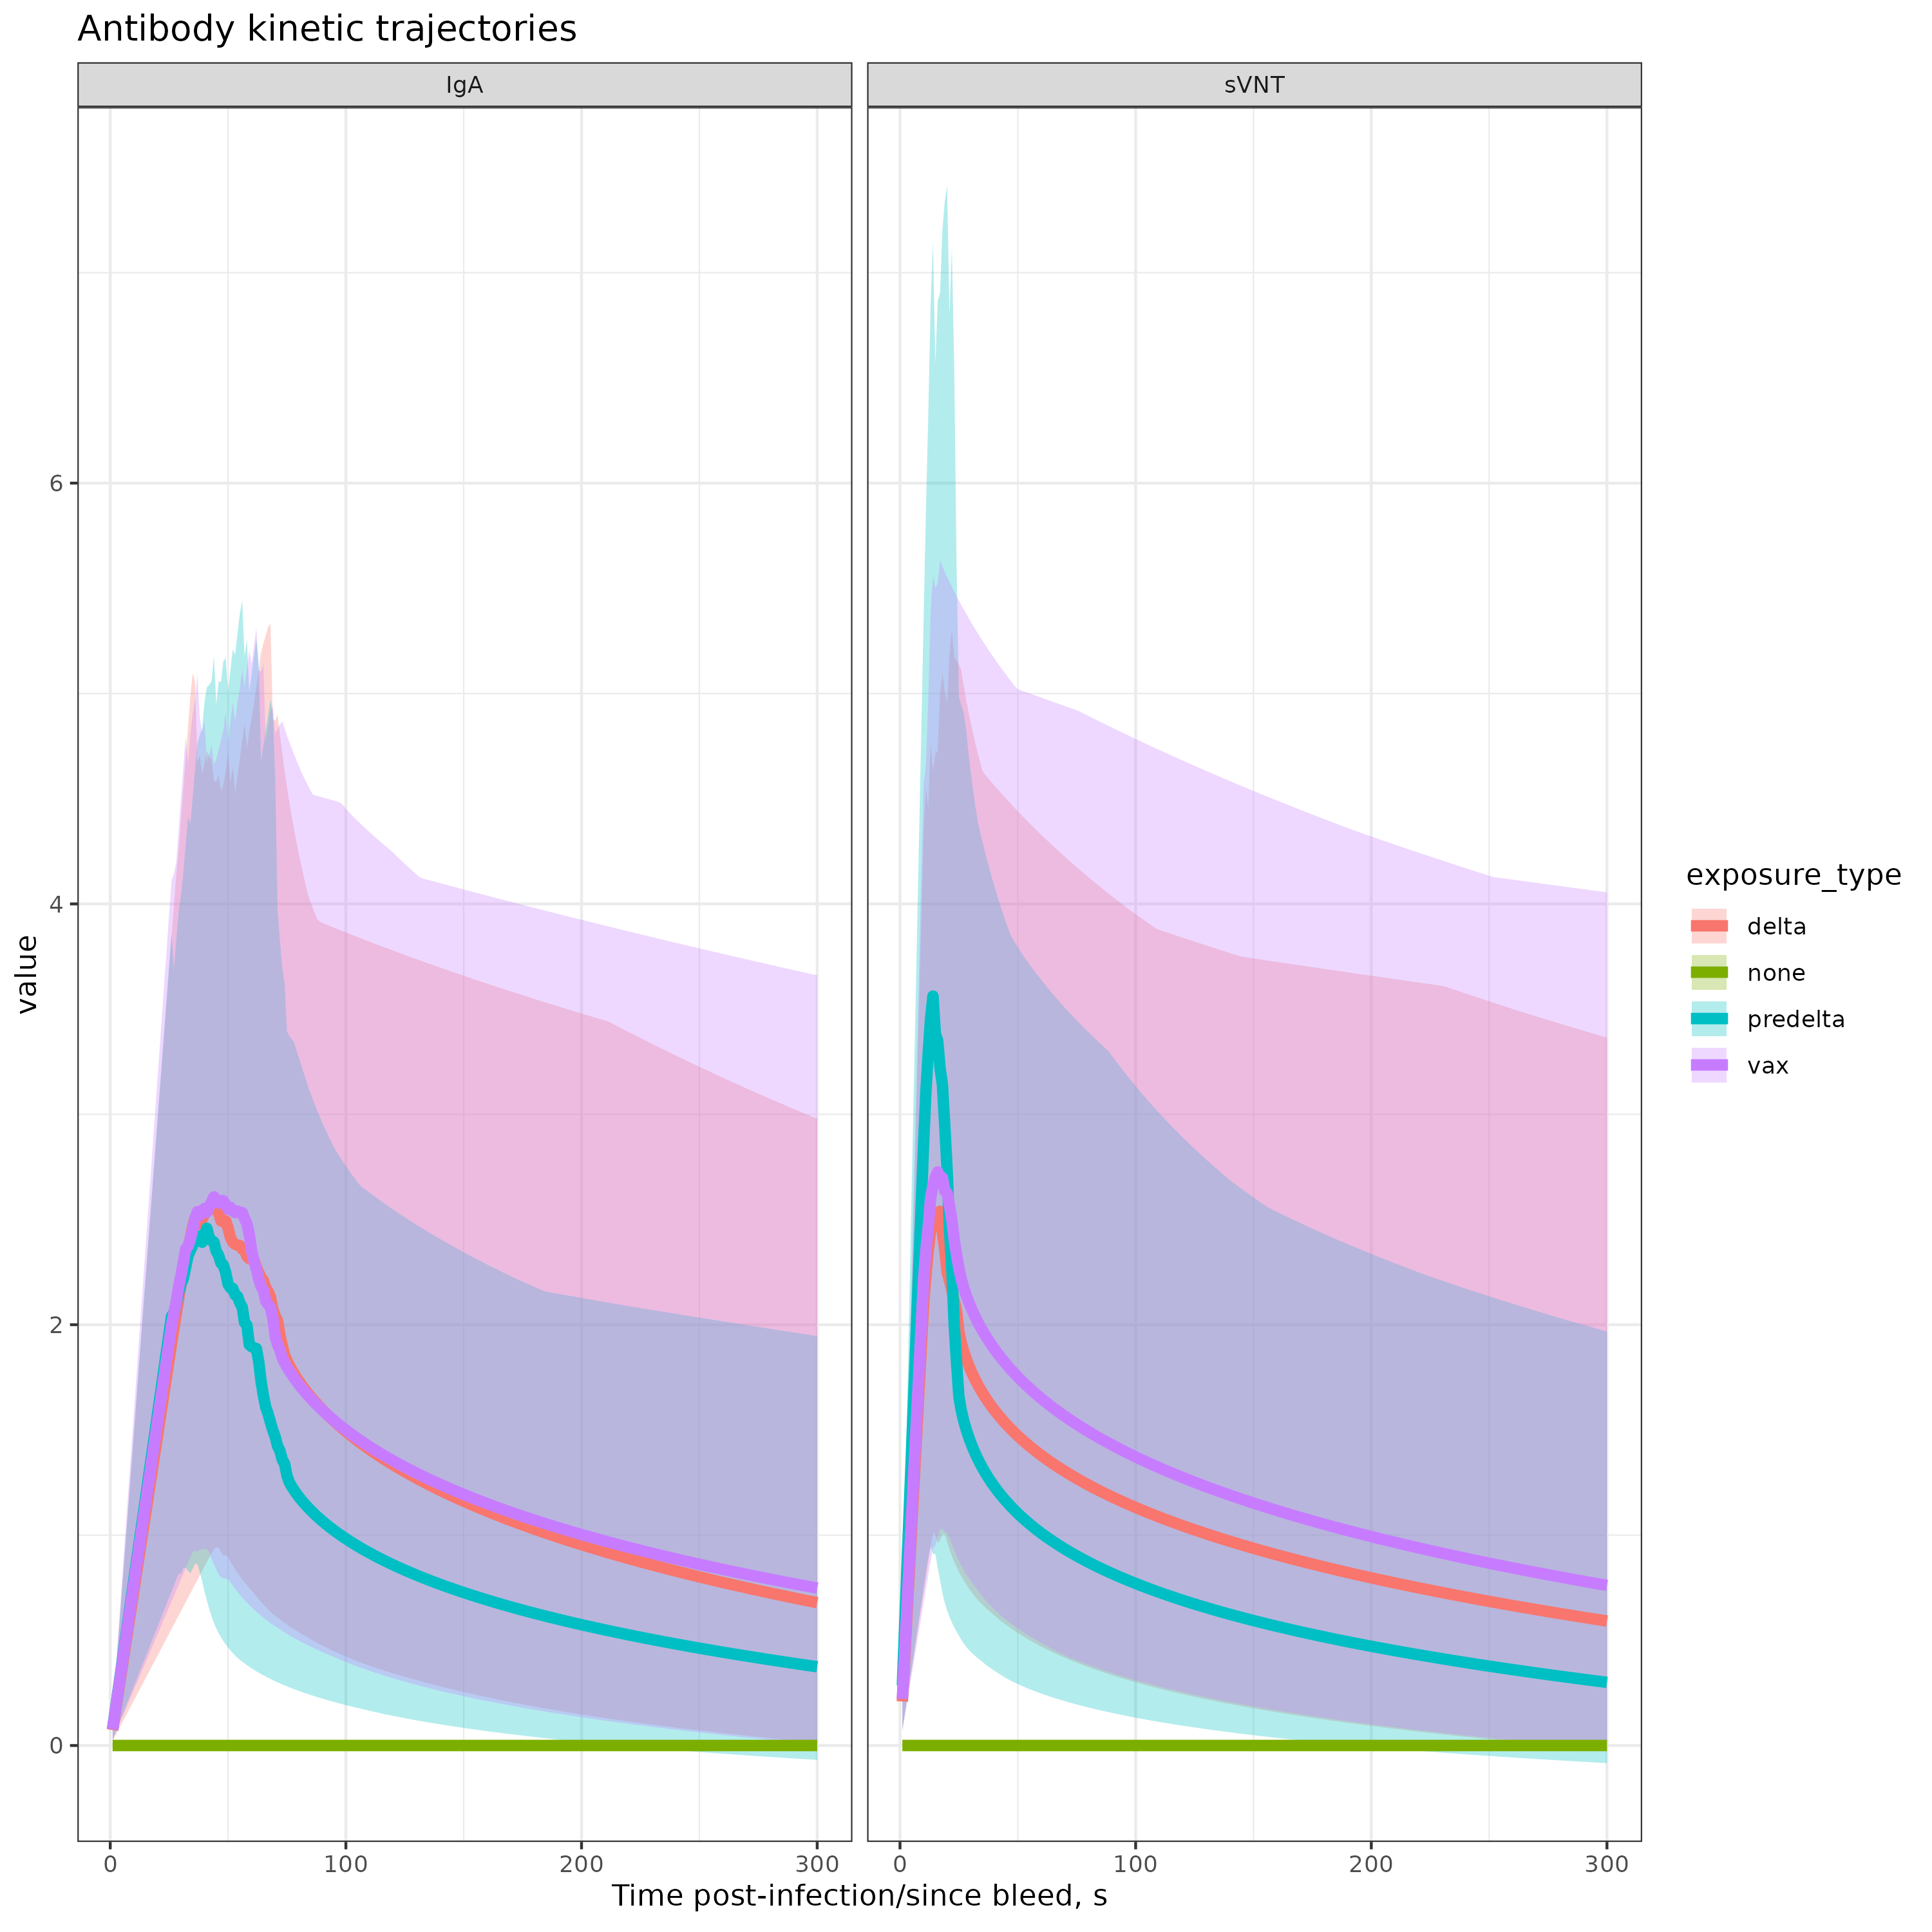 Antibody kinetic trajectories
IgA
sVNT
value
6
4
2
0
0
100
200
300
0
100
200
300
Time post-infection/since bleed, s
exposure_type
delta
none
predelta
vax